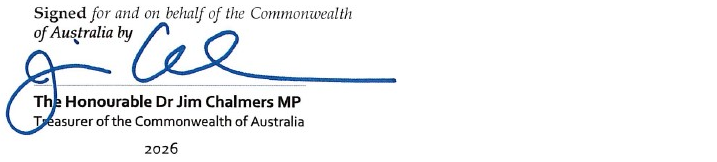 Signed for and on behalf of the Commonwealth
of Australia by
The Honourable Dr Jim Chalmers MP
Treasurer of the Commonwealth of Australia
2026